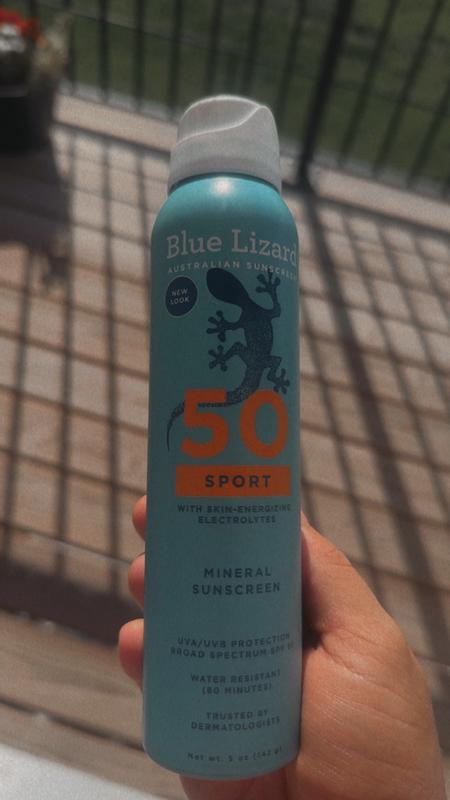 Blue Lizard
AUSTRALIAN SUNSCREEN
NEW
LOOK
50
SPORT
WITH SKIN-ENERGIZING
ELECTROLYTES
MINERAL
SUNSCREEN
UVA/UVB PROTECTION
BROAD SPECTRUM SPF 50
WATER RESISTANT
(80 MINUTES)
TRUSTED BY
DERMATOLOGISTS
Net wt. 5 oz (142 g)